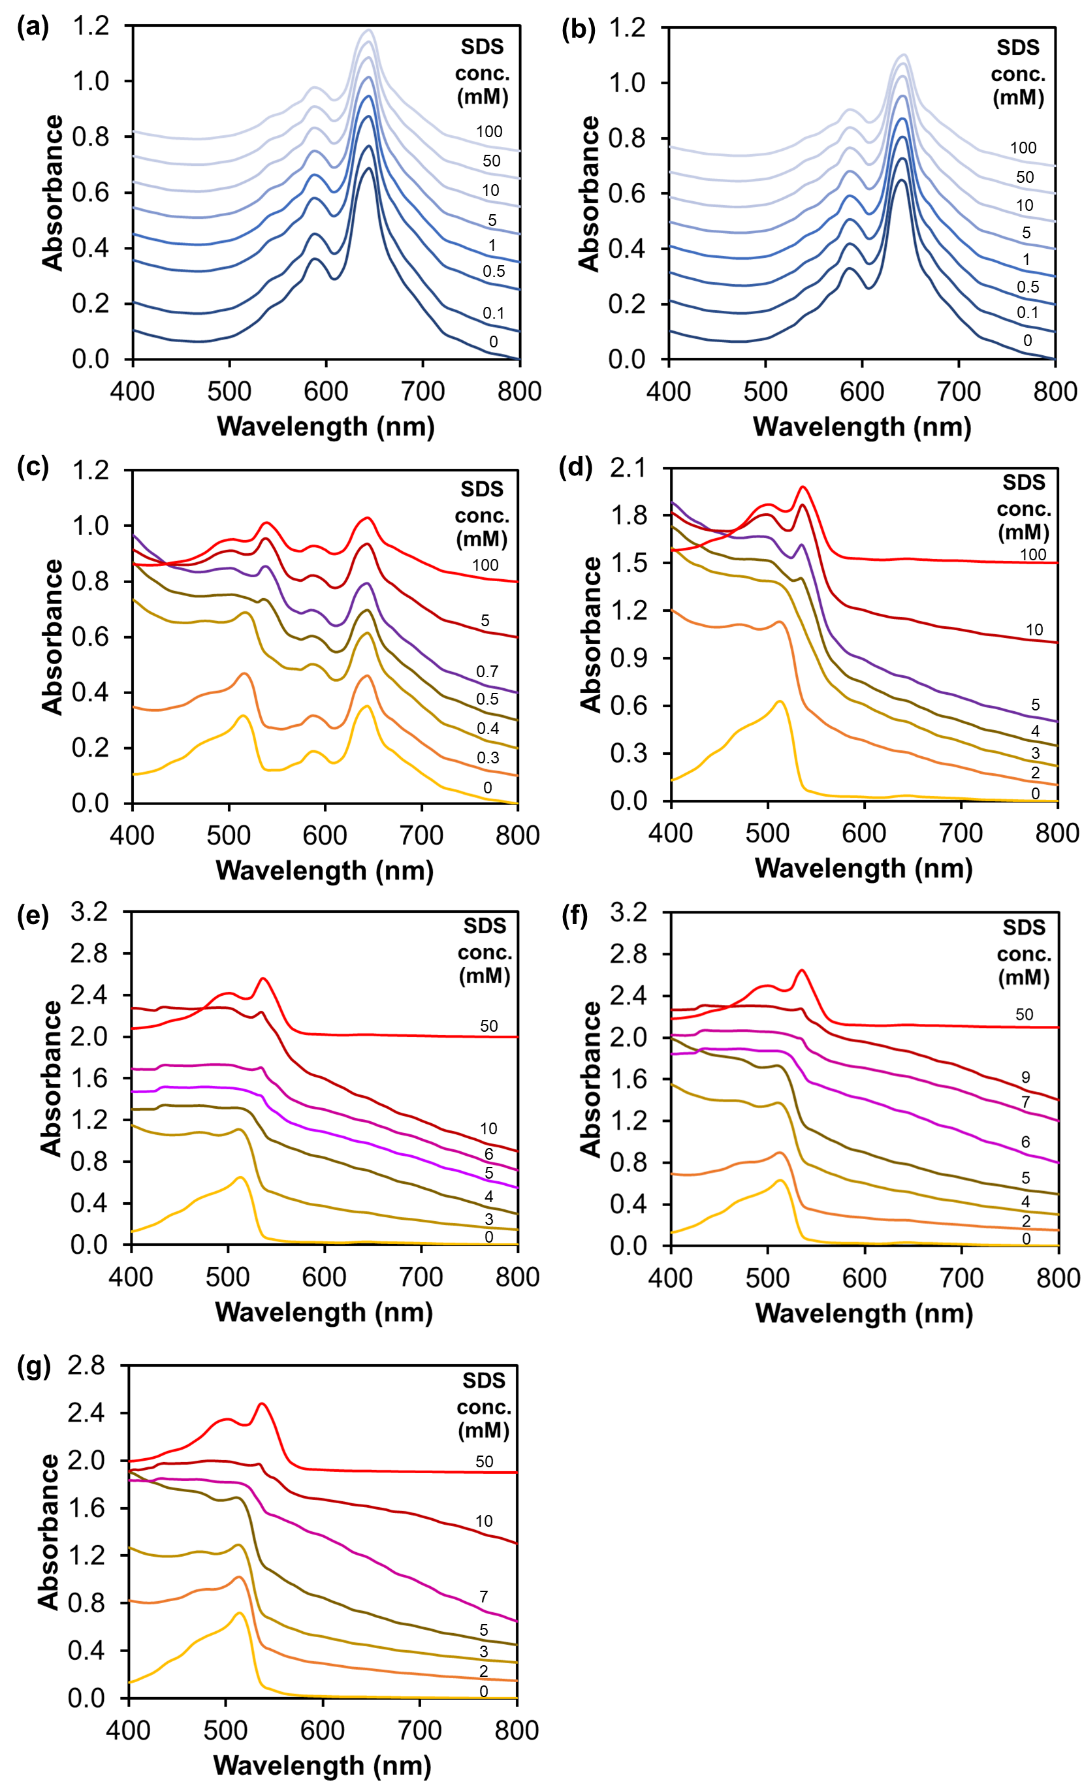 (a)
1.2
1.0
0.8
0.6
0.4
0.2
0.0
Absorbance
SDS
conc.
(mM)
100
50
10
5
1
0.5
0.1
0
400 500 600 700 800
Wavelength (nm)
(b)
1.2
1.0
0.8
0.6
0.4
0.2
0.0
Absorbance
SDS
conc.
(mM)
100
50
10
5
1
0.5
0.1
0
400 500 600 700 800
Wavelength (nm)
(c)
1.2
1.0
0.8
0.6
0.4
0.2
0.0
Absorbance
SDS
conc.
(mM)
100
5
0.7
0.5
0.4
0.3
0
400 500 600 700 800
Wavelength (nm)
(d)
2.1
1.8
1.5
1.2
0.9
0.6
0.3
0.0
Absorbance
SDS
conc.
(mM)
100
10
5
4
3
2
0
400 500 600 700 800
Wavelength (nm)
(e)
3.2
2.8
2.4
2.0
1.6
1.2
0.8
0.4
0.0
Absorbance
SDS
conc.
(mM)
50
10
6
5
4
3
0
400 500 600 700 800
Wavelength (nm)
(f)
3.2
2.8
2.4
2.0
1.6
1.2
0.8
0.4
0.0
Absorbance
SDS
conc.
(mM)
50
9
7
6
5
4
2
0
400 500 600 700 800
Wavelength (nm)
(g)
2.8
2.4
2.0
1.6
1.2
0.8
0.4
0.0
Absorbance
SDS
conc.
(mM)
50
10
7
5
3
2
0
400 500 600 700 800
Wavelength (nm)